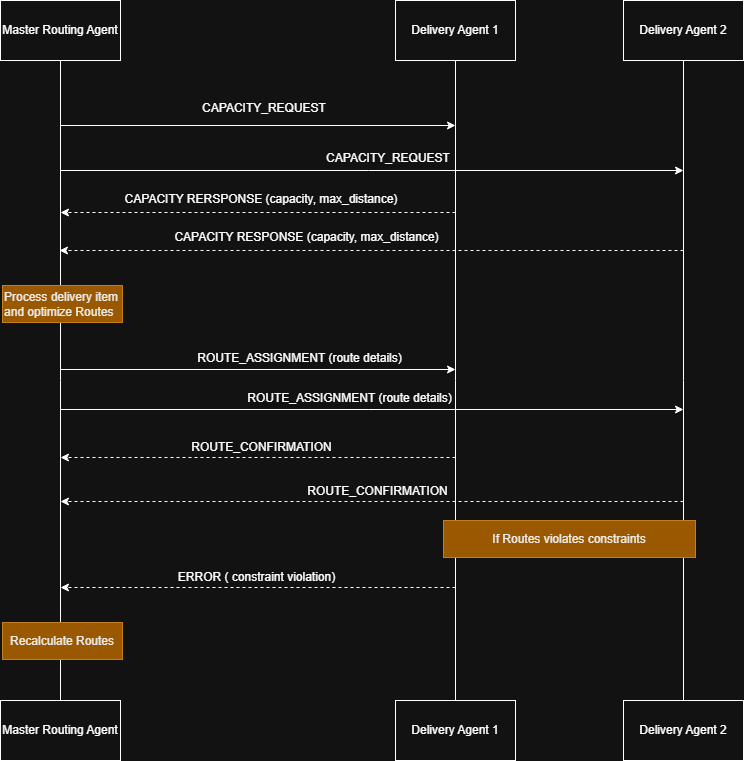 Master Routing Agent
Delivery Agent 1
Delivery Agent 2
CAPACITY_REQUEST
CAPACITY_REQUEST
CAPACITY RERSPONSE (capacity, max_distance)
CAPACITY RESPONSE (capacity, max_distance)
Process delivery item
and optimize Routes
ROUTE_ASSIGNMENT (route details)
ROUTE_ASSIGNMENT (route details)
ROUTE_CONFIRMATION
ROUTE_CONFIRMATION
If Routes violates constraints
ERROR ( constraint violation)
Recalculate Routes
Master Routing Agent
Delivery Agent 1
Delivery Agent 2